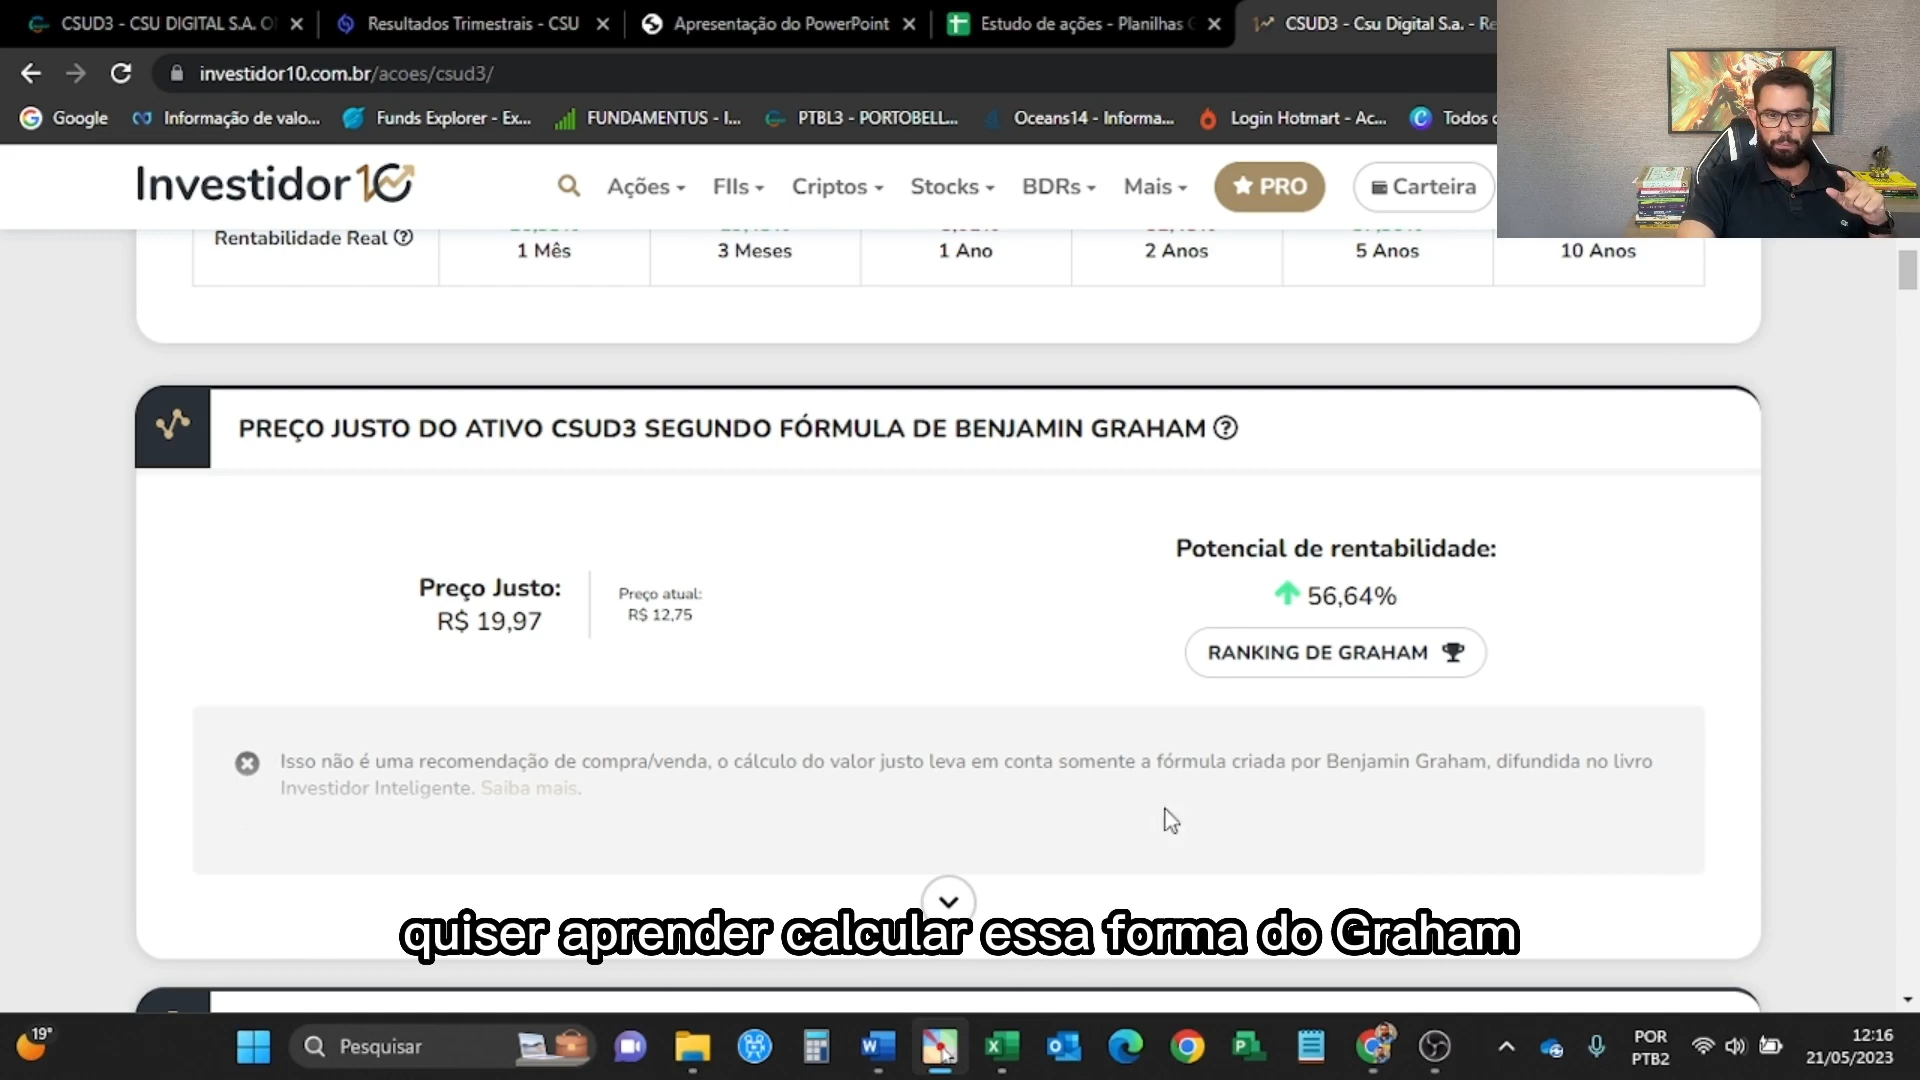 CSUD3 - CSU DIGITAL S.A. O
Resultados Trimestrais - CSU
Apresentação do PowerPoint
Estudo de ações - Planilhas
CSUD3 - Csu Digital S.a. - Re
investidor10.com.br/acoes/csud3/
Google
Informação de valo...
Funds Explorer - Ex...
FUNDAMENTUS - I...
PTBL3 - PORTOBELL...
Oceans14 - Informa...
Login Hotmart - Ac...
Todos
Investidor 10
Ações
FIIs
Criptos
Stocks
BDRs
Mais
PRO
Carteira
Rentabilidade Real
1 Mês
3 Meses
1 Ano
2 Anos
5 Anos
10 Anos
PREÇO JUSTO DO ATIVO CSUD3 SEGUNDO FÓRMULA DE BENJAMIN GRAHAM
Preço Justo:
R$ 19,97
Preço atual:
R$ 12,75
Potencial de rentabilidade:
56,64%
RANKING DE GRAHAM
Isso não é uma recomendação de compra/venda, o cálculo do valor justo leva em conta somente a fórmula criada por Benjamin Graham, difundida no livro
Investidor Inteligente. Saiba mais.
quiser aprender calcular essa forma do Graham
19°
Pesquisar
POR
PTB2
12:16
21/05/2023